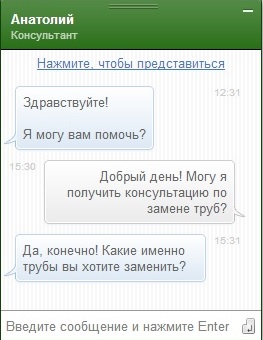 Анатолий
Консультант
Нажмите, чтобы представиться
12:31
Здравствуйте!
Я могу вам помочь?
15:30
Добрый день! Могу я
получить консультацию по
замене труб?
15:31
Да, конечно! Какие именно
трубы вы хотите заменить?
Введите сообщение и нажмите Enter